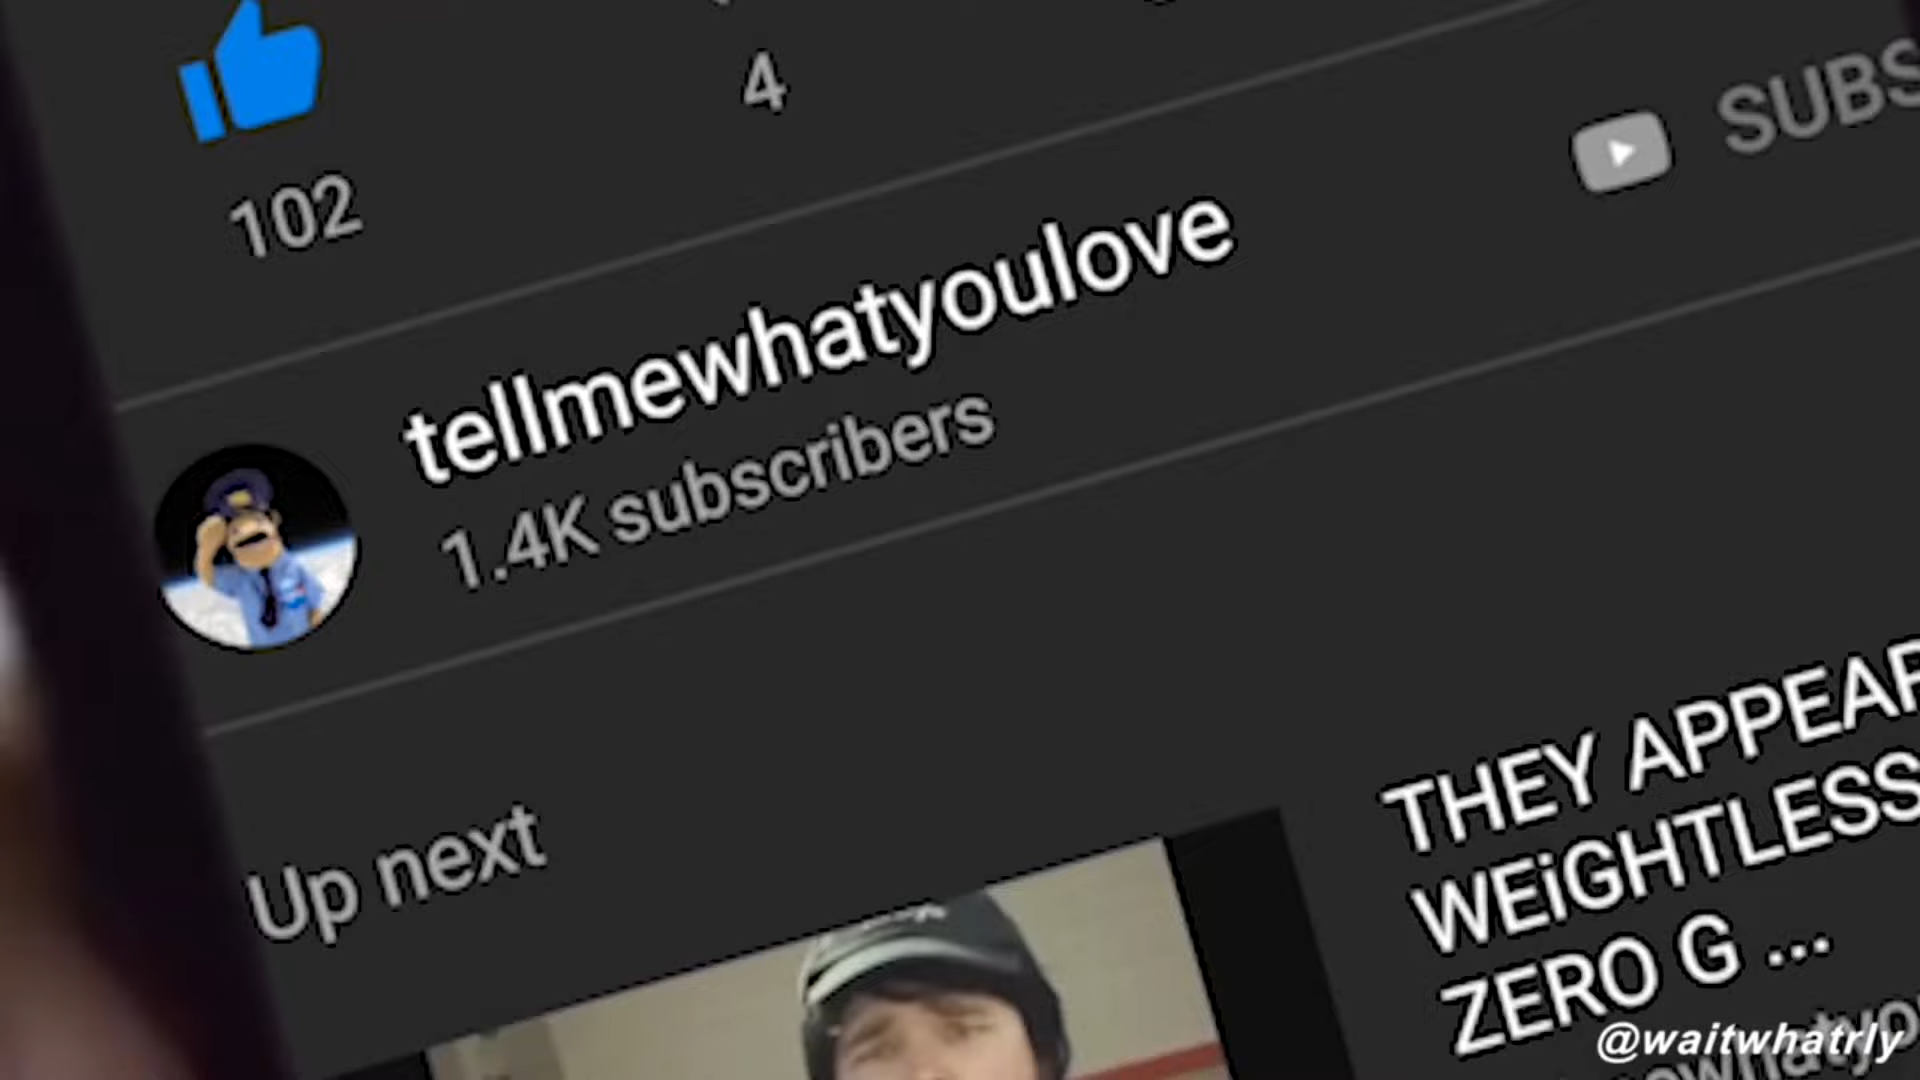 4
102
SUBS
tellmewhatyoulove
1.4K subscribers
Up next
THEY APPEAR
WEiGHTLESS
ZERO G ...
@waitwhatrly